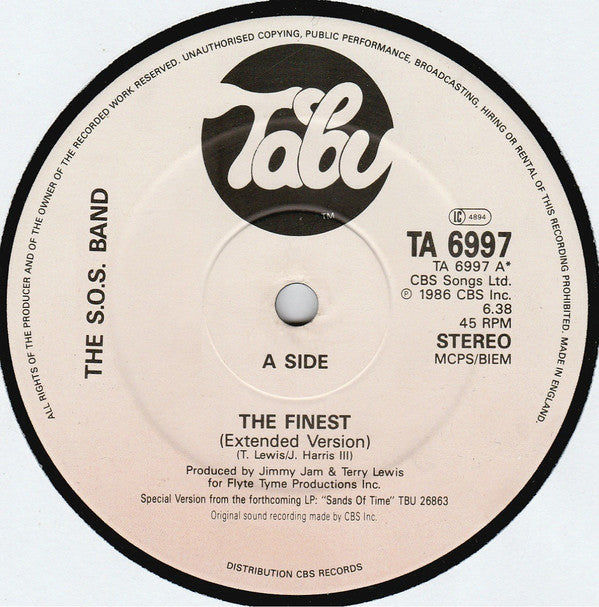 ALL RIGHTS OF THE PRODUCER AND OF THE OWNER OF THE RECORDED WORK RESERVED. UNAUTHORISED COPYING, PUBLIC PERFORMANCE, BROADCASTING, HIRING OR RENTAL OF THIS RECORDING PROHIBITED. MADE IN ENGLAND.
Tabu
TM
THE S.O.S. BAND
LC 4894
TA 6997
TA 6997 A*
CBS Songs Ltd.
℗ 1986 CBS Inc.
6.38
45 RPM
STEREO
MCPS/BIEM
A SIDE
THE FINEST
(Extended Version)
(T. Lewis/J. Harris III)
Produced by Jimmy Jam & Terry Lewis
for Flyte Tyme Productions Inc.
Special Version from the forthcoming LP: "Sands Of Time" TBU 26863
Original sound recording made by CBS Inc.
DISTRIBUTION CBS RECORDS